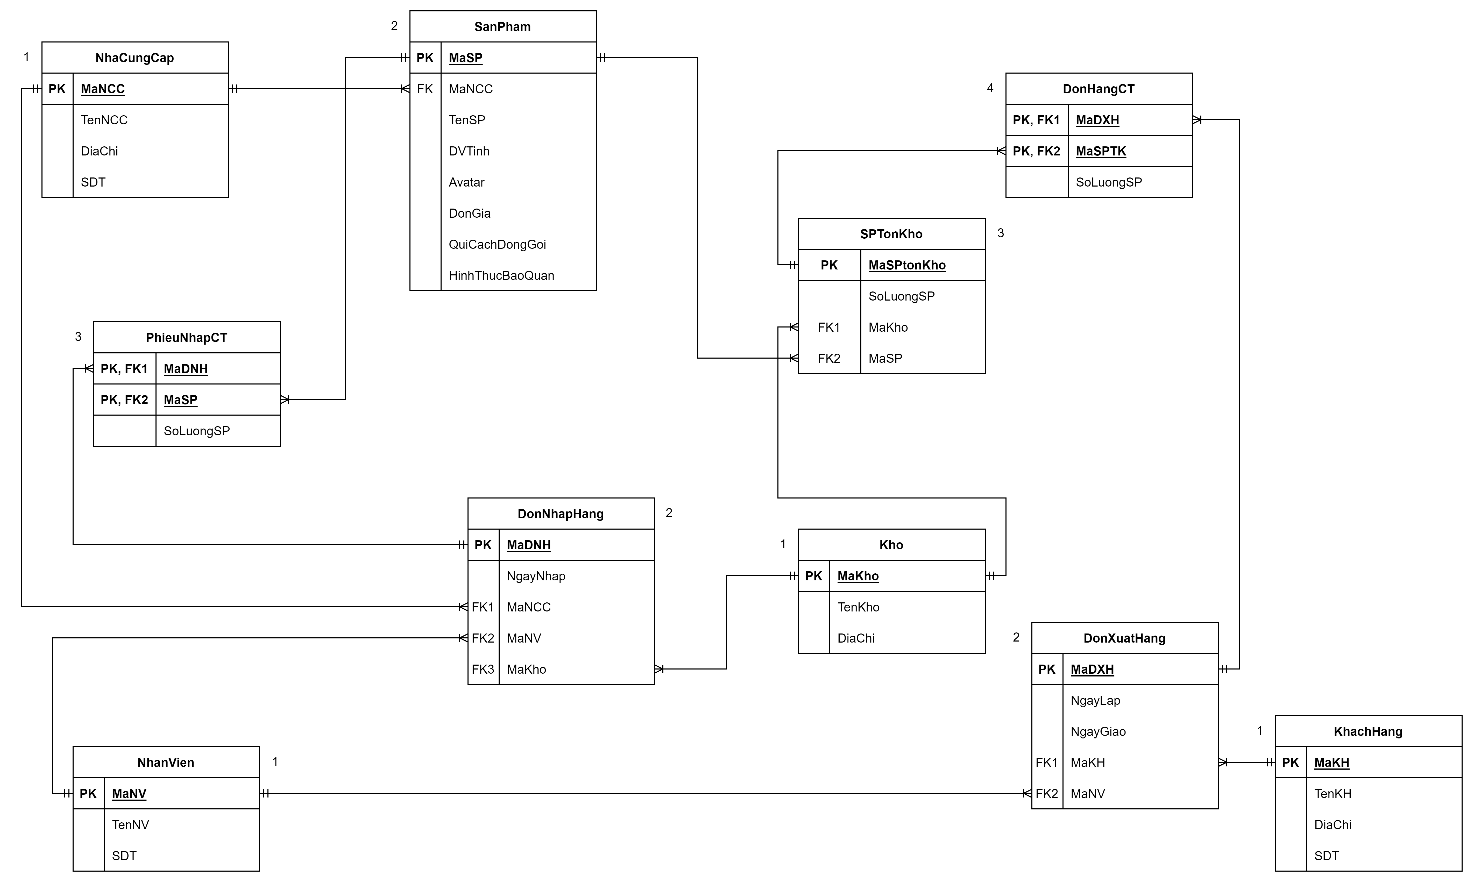 1
NhaCungCap
PK MaNCC
TenNCC
DiaChi
SDT
2
SanPham
PK MaSP
FK MaNCC
TenSP
DVTinh
Avatar
DonGia
QuiCachDongGoi
HinhThucBaoQuan
4
DonHangCT
PK, FK1 MaDXH
PK, FK2 MaSPTK
SoLuongSP
SPTonKho
3
PK MaSPtonKho
SoLuongSP
FK1 MaKho
FK2 MaSP
3
PhieuNhapCT
PK, FK1 MaDNH
PK, FK2 MaSP
SoLuongSP
DonNhapHang
2
PK MaDNH
NgayNhap
FK1 MaNCC
FK2 MaNV
FK3 MaKho
1
Kho
PK MaKho
TenKho
DiaChi
2
DonXuatHang
PK MaDXH
NgayLap
NgayGiao
FK1 MaKH
FK2 MaNV
NhanVien
1
PK MaNV
TenNV
SDT
1
KhachHang
PK MaKH
TenKH
DiaChi
SDT